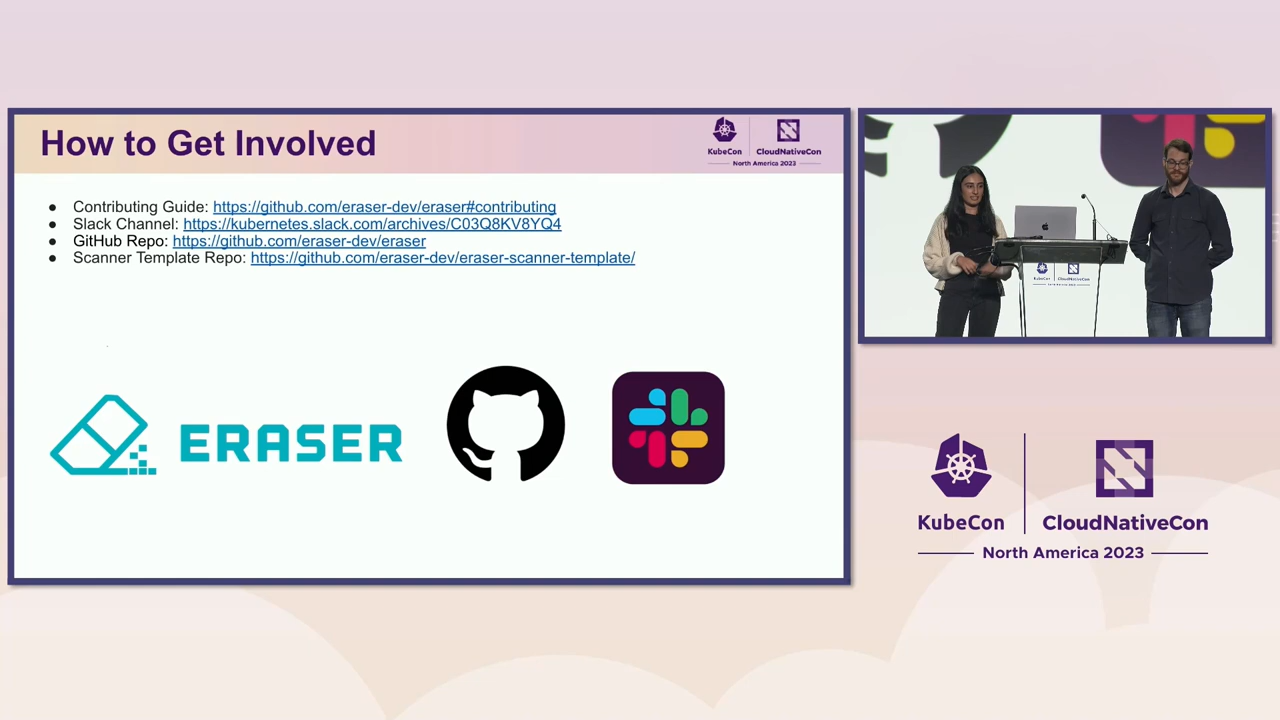 How to Get Involved
KubeCon
CloudNativeCon
North America 2023
● Contributing Guide: https://github.com/eraser-dev/eraser#contributing
● Slack Channel: https://kubernetes.slack.com/archives/C03Q8KV8YQ4
● GitHub Repo: https://github.com/eraser-dev/eraser
● Scanner Template Repo: https://github.com/eraser-dev/eraser-scanner-template/
ERASER
KubeCon
CloudNativeCon
North America 2023